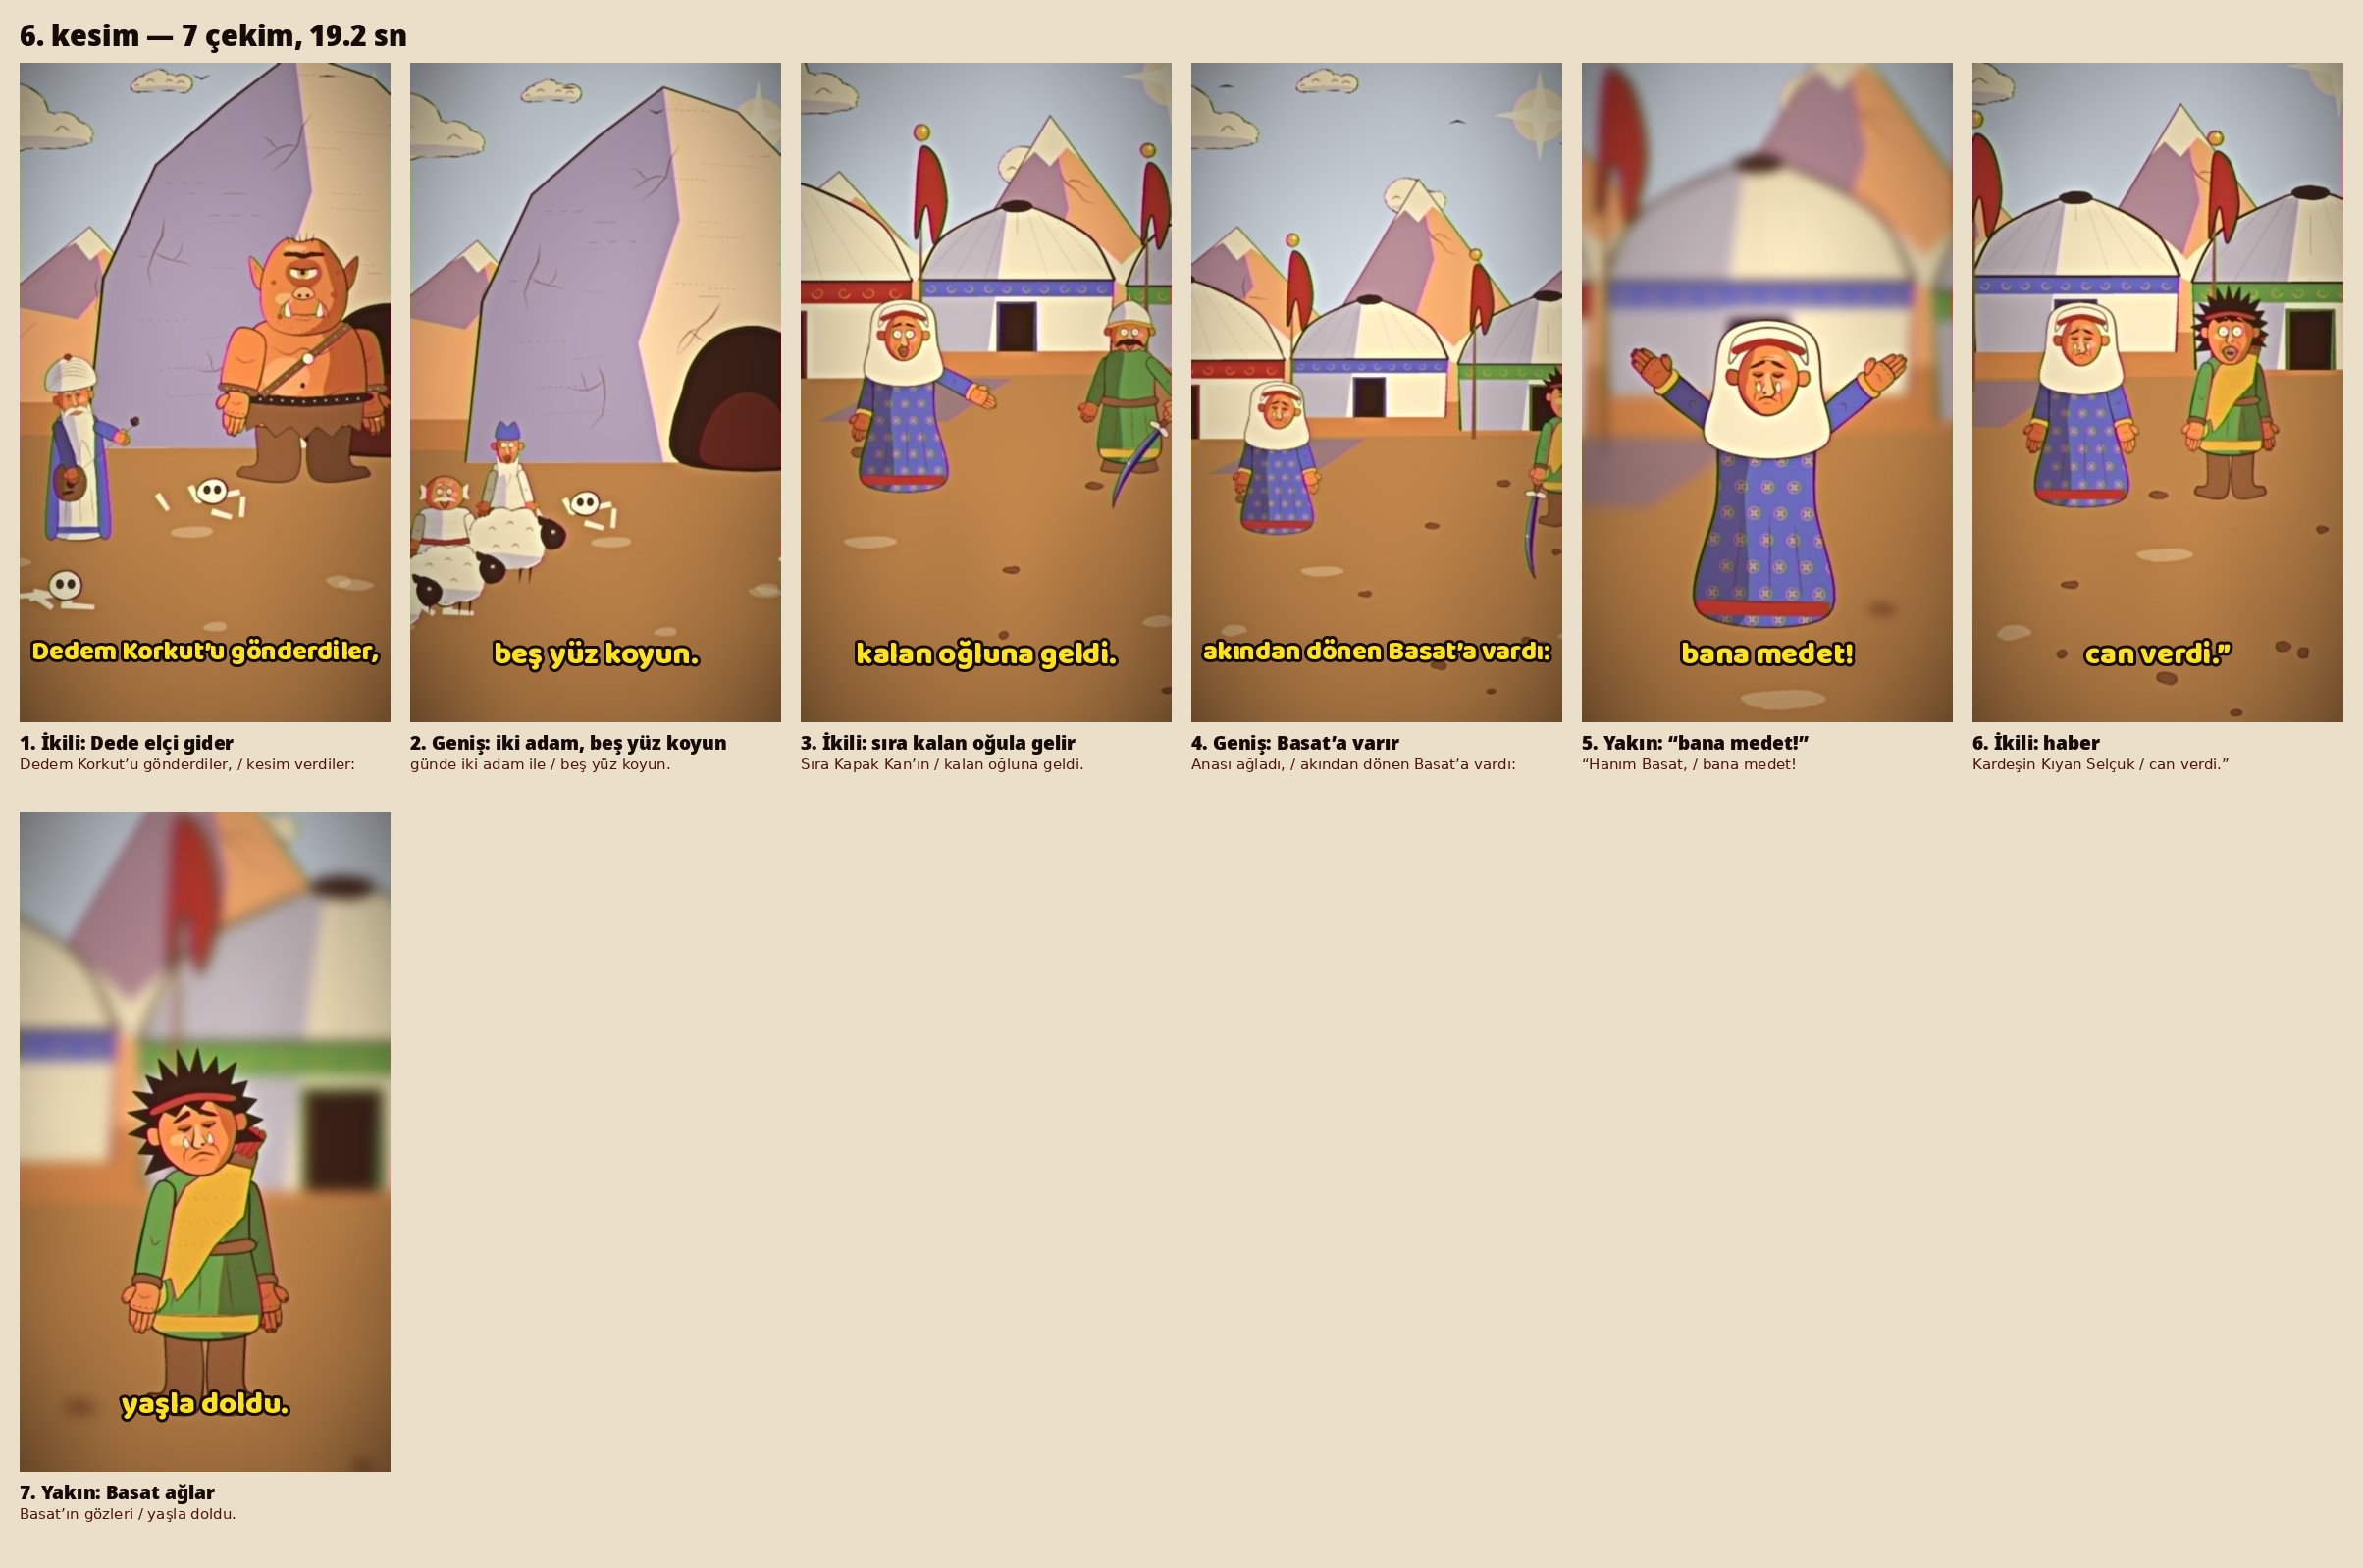 6. kesim — 7 çekim, 19.2 sn
Dedem Korkut’u gönderdiler,
beş yüz koyun.
kalan oğluna geldi.
akından dönen Basat’a vardı:
bana medet!
can verdi.”
1. İkili: Dede elçi gider
Dedem Korkut’u gönderdiler, / kesim verdiler:
2. Geniş: iki adam, beş yüz koyun
günde iki adam ile / beş yüz koyun.
3. İkili: sıra kalan oğula gelir
Sıra Kapak Kan’ın / kalan oğluna geldi.
4. Geniş: Basat’a varır
Anası ağladı, / akından dönen Basat’a vardı:
5. Yakın: “bana medet!”
“Hanım Basat, / bana medet!
6. İkili: haber
Kardeşin Kıyan Selçuk / can verdi.”
yaşla doldu.
7. Yakın: Basat ağlar
Basat’ın gözleri / yaşla doldu.